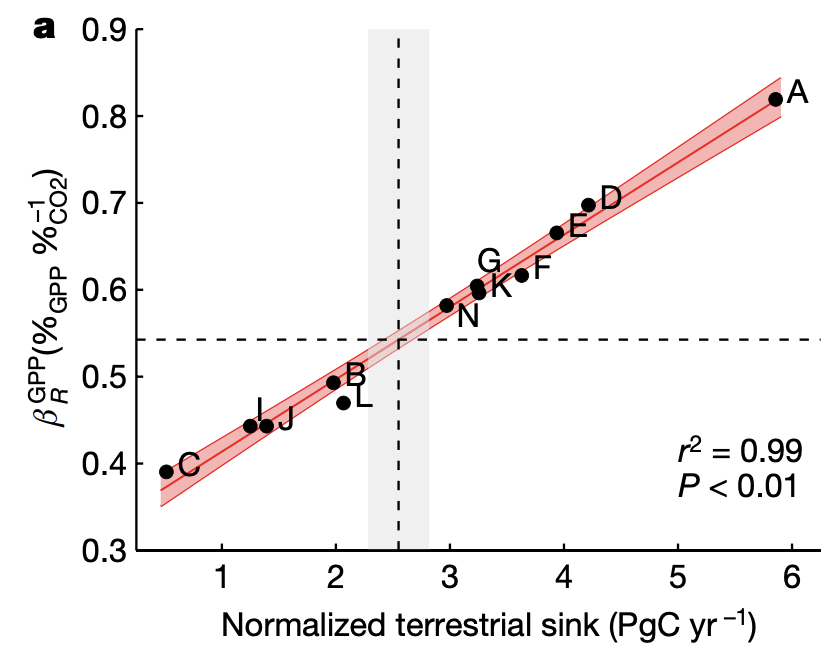 a
0.9
0.8
0.7
0.6
0.5
0.4
0.3
β_R^GPP(%_GPP %_CO2^−1)
A
D
E
G
F
K
N
B
L
I
J
C
r² = 0.99
P < 0.01
1 2 3 4 5 6
Normalized terrestrial sink (PgC yr⁻¹)